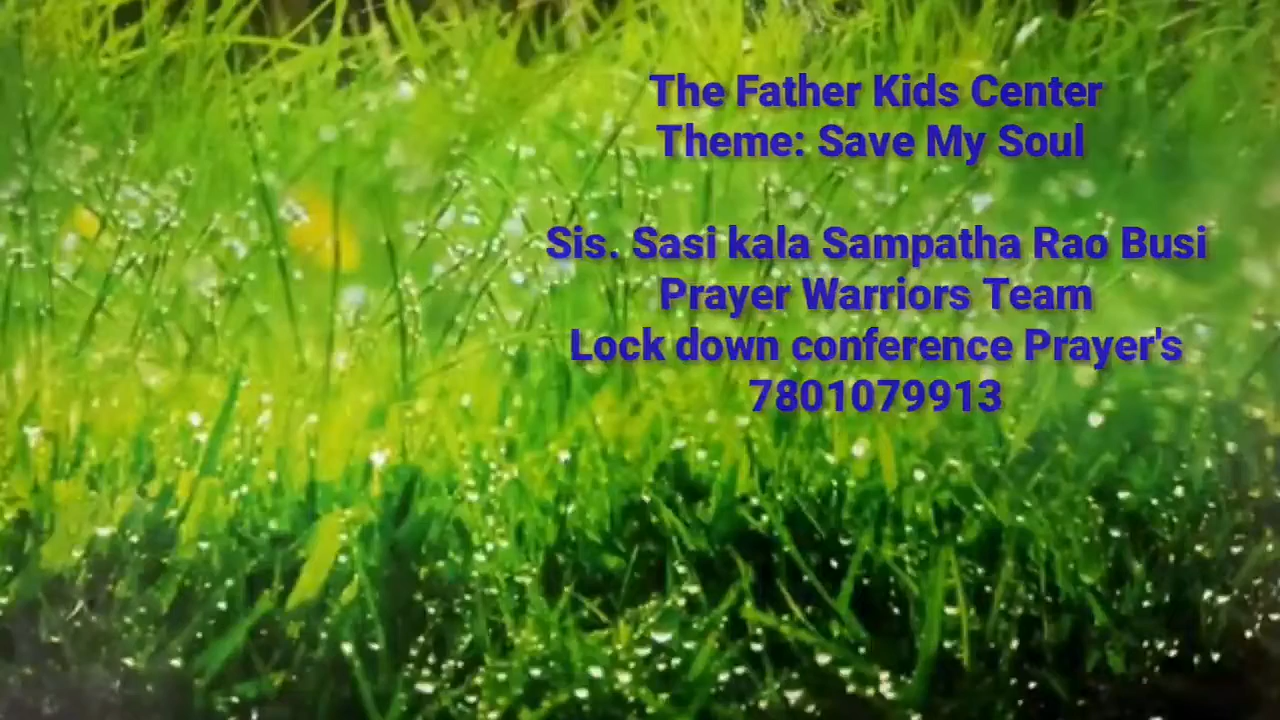 The Father Kids Center
Theme: Save My Soul
Sis. Sasi kala Sampatha Rao Busi
Prayer Warriors Team
Lock down conference Prayer's
7801079913